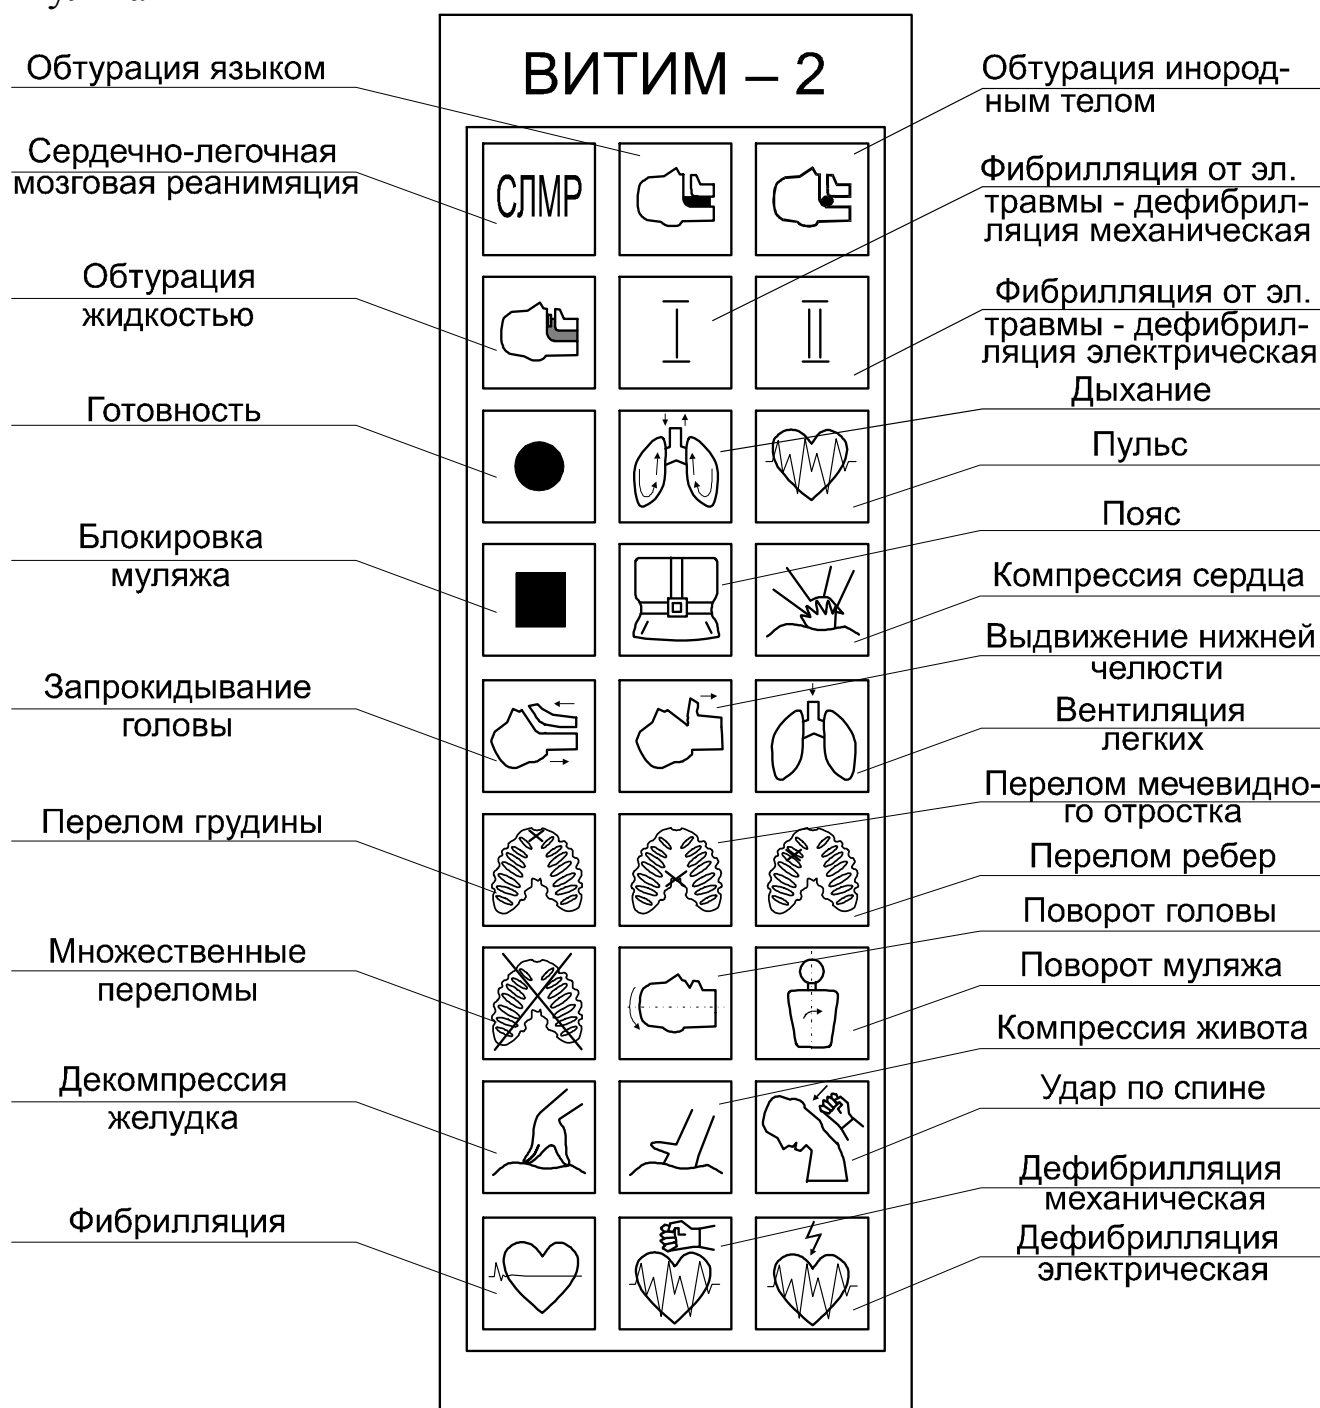 ВИТИМ – 2
Обтурация языком
Сердечно-легочная
мозговая реанимяция
Обтурация
жидкостью
Готовность
Блокировка
муляжа
Запрокидывание
головы
Перелом грудины
Множественные
переломы
Декомпрессия
желудка
Фибрилляция
СЛМР
Обтурация инород-
ным телом
Фибрилляция от эл.
травмы - дефибрил-
ляция механическая
Фибрилляция от эл.
травмы - дефибрил-
ляция электрическая
Дыхание
Пульс
Пояс
Компрессия сердца
Выдвижение нижней
челюсти
Вентиляция
легких
Перелом мечевидно-
го отростка
Перелом ребер
Поворот головы
Поворот муляжа
Компрессия живота
Удар по спине
Дефибрилляция
механическая
Дефибрилляция
электрическая
I
II